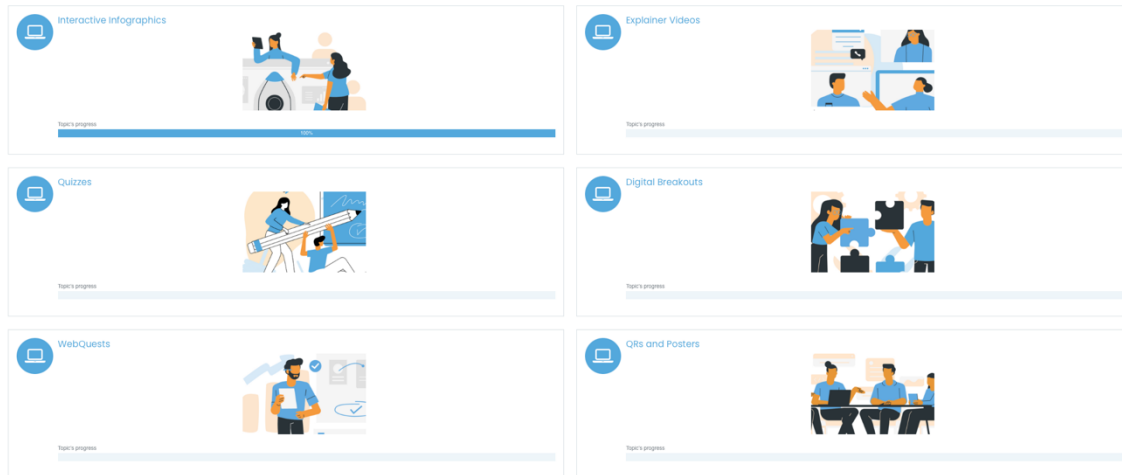 Interactive Infographics
Topic's progress
100%
Explainer Videos
Topic's progress
Quizzes
Topic's progress
Digital Breakouts
Topic's progress
WebQuests
Topic's progress
QRs and Posters
Topic's progress